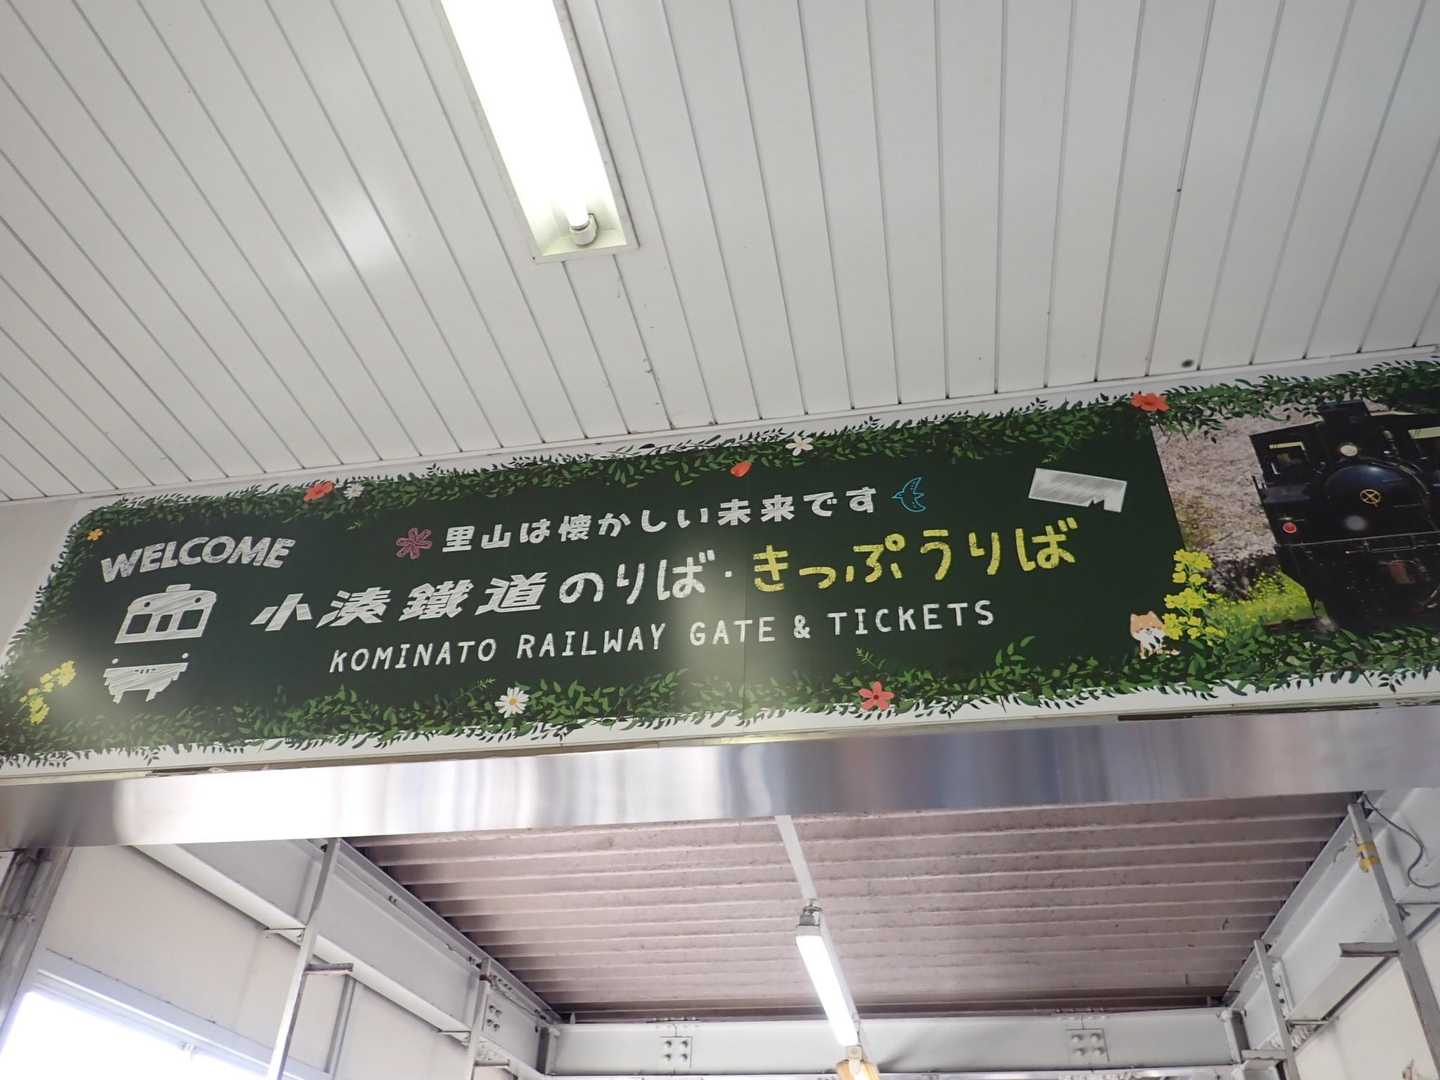 WELCOME
里山は懐かしい未来です
小湊鐵道のりば・きっぷうりば
KOMINATO RAILWAY GATE & TICKETS